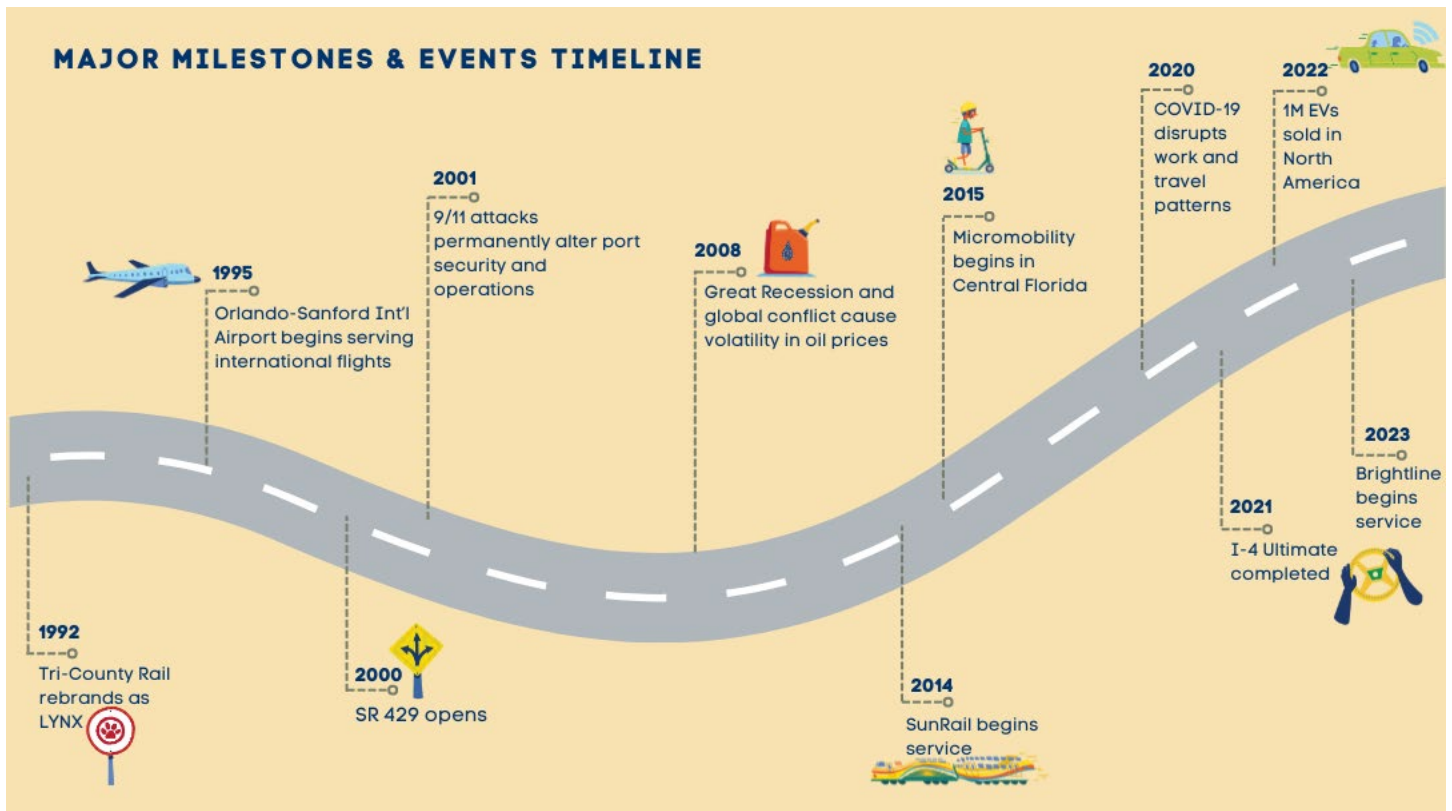 MAJOR MILESTONES & EVENTS TIMELINE
1992
Tri-County Rail
rebrands as
LYNX
1995
Orlando-Sanford Int'l
Airport begins serving
international flights
2000
SR 429 opens
2001
9/11 attacks
permanently alter port
security and
operations
2008
Great Recession and
global conflict cause
volatility in oil prices
2014
SunRail begins
service
2015
Micromobility
begins in
Central Florida
2020
COVID-19
disrupts
work and
travel
patterns
2021
I-4 Ultimate
completed
2022
1M EVs
sold in
North
America
2023
Brightline
begins
service